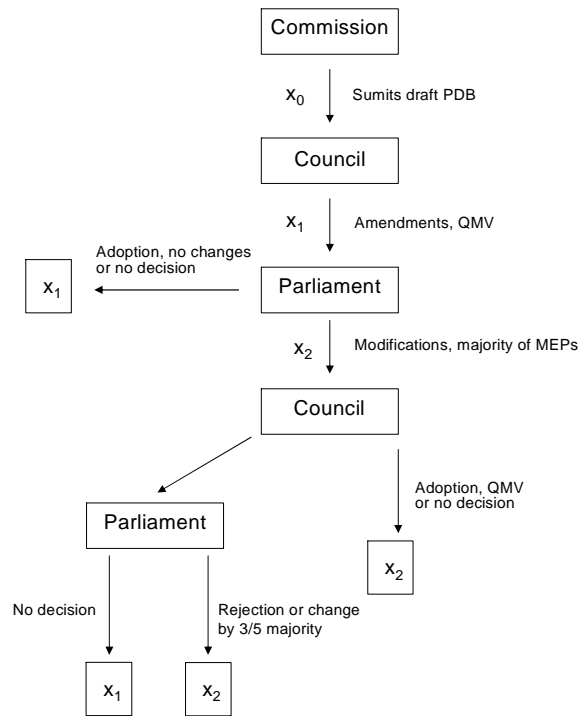 Commission
x0 Sumits draft PDB
Council
x1 Amendments, QMV
Adoption, no changes
or no decision
x1
Parliament
x2 Modifications, majority of MEPs
Council
Adoption, QMV
or no decision
Parliament
x2
No decision
Rejection or change
by 3/5 majority
x1
x2